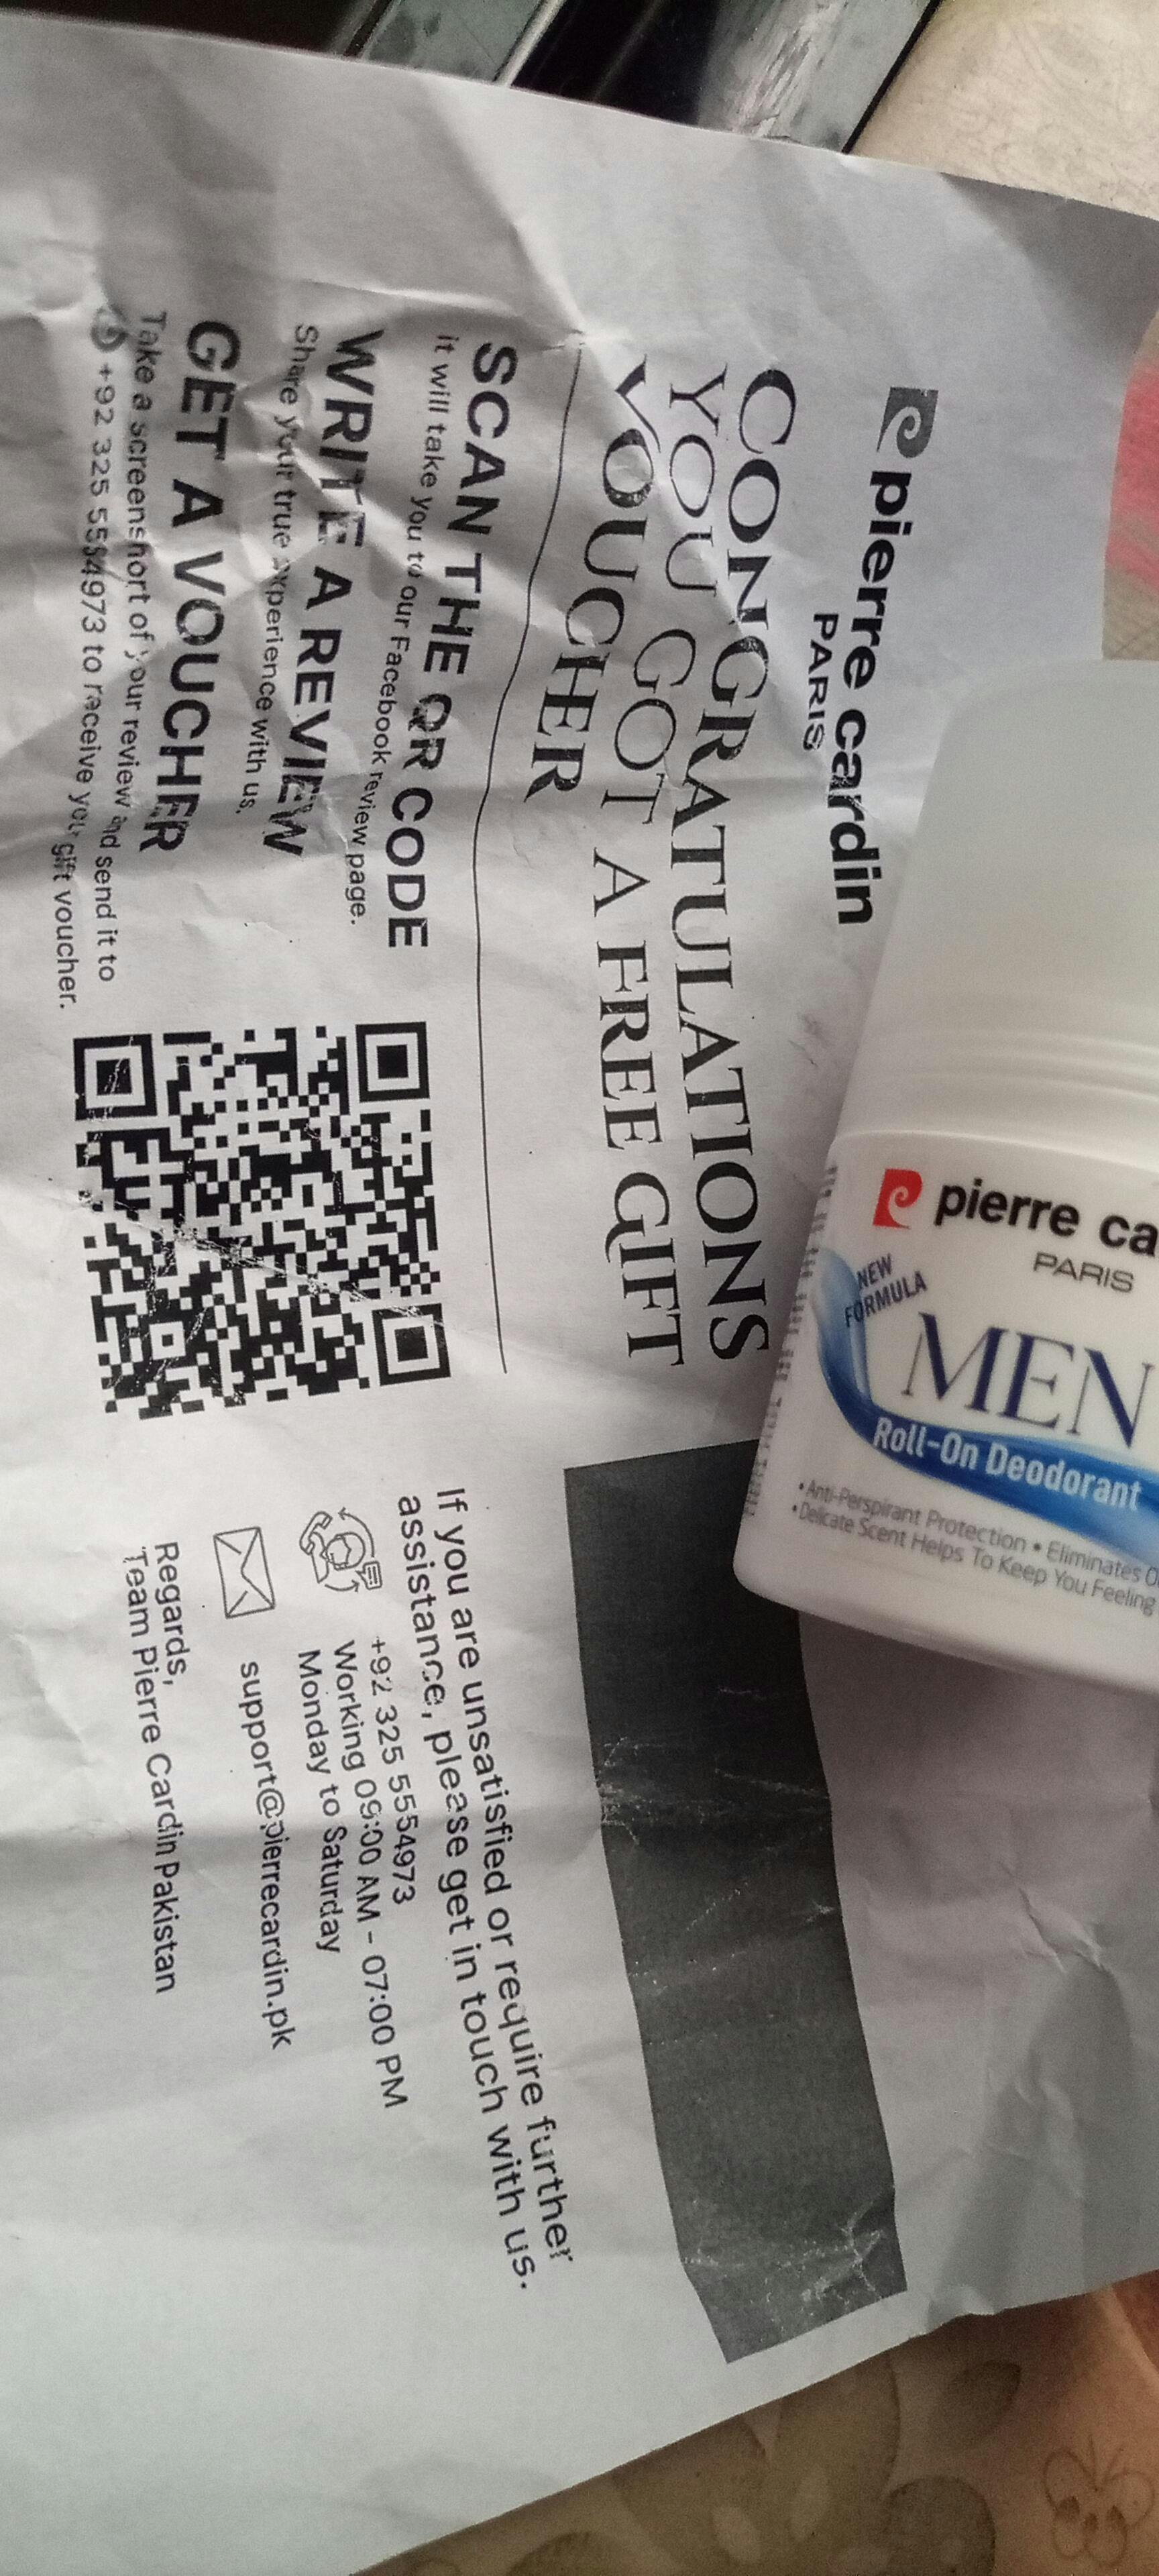 pierre cardin
PARIS
CONGRATULATIONS
YOU GOT A FREE GIFT
VOUCHER
SCAN THE QR CODE
it will take you to our Facebook review page.
WRITE A REVIEW
Share your true experience with us.
GET A VOUCHER
Take a screenshort of your review and send it to
+92 325 5554973 to receive your gift voucher.
If you are unsatisfied or require further
assistance, please get in touch with us.
+92 325 5554973
Working 09:00 AM - 07:00 PM
Monday to Saturday
support@pierrecardin.pk
Regards,
Team Pierre Cardin Pakistan
pierre ca
PARIS
NEW
FORMULA
MEN
Roll-On Deodorant
• Anti-Perspirant Protection • Eliminates
• Delicate Scent Helps To Keep You Feeling